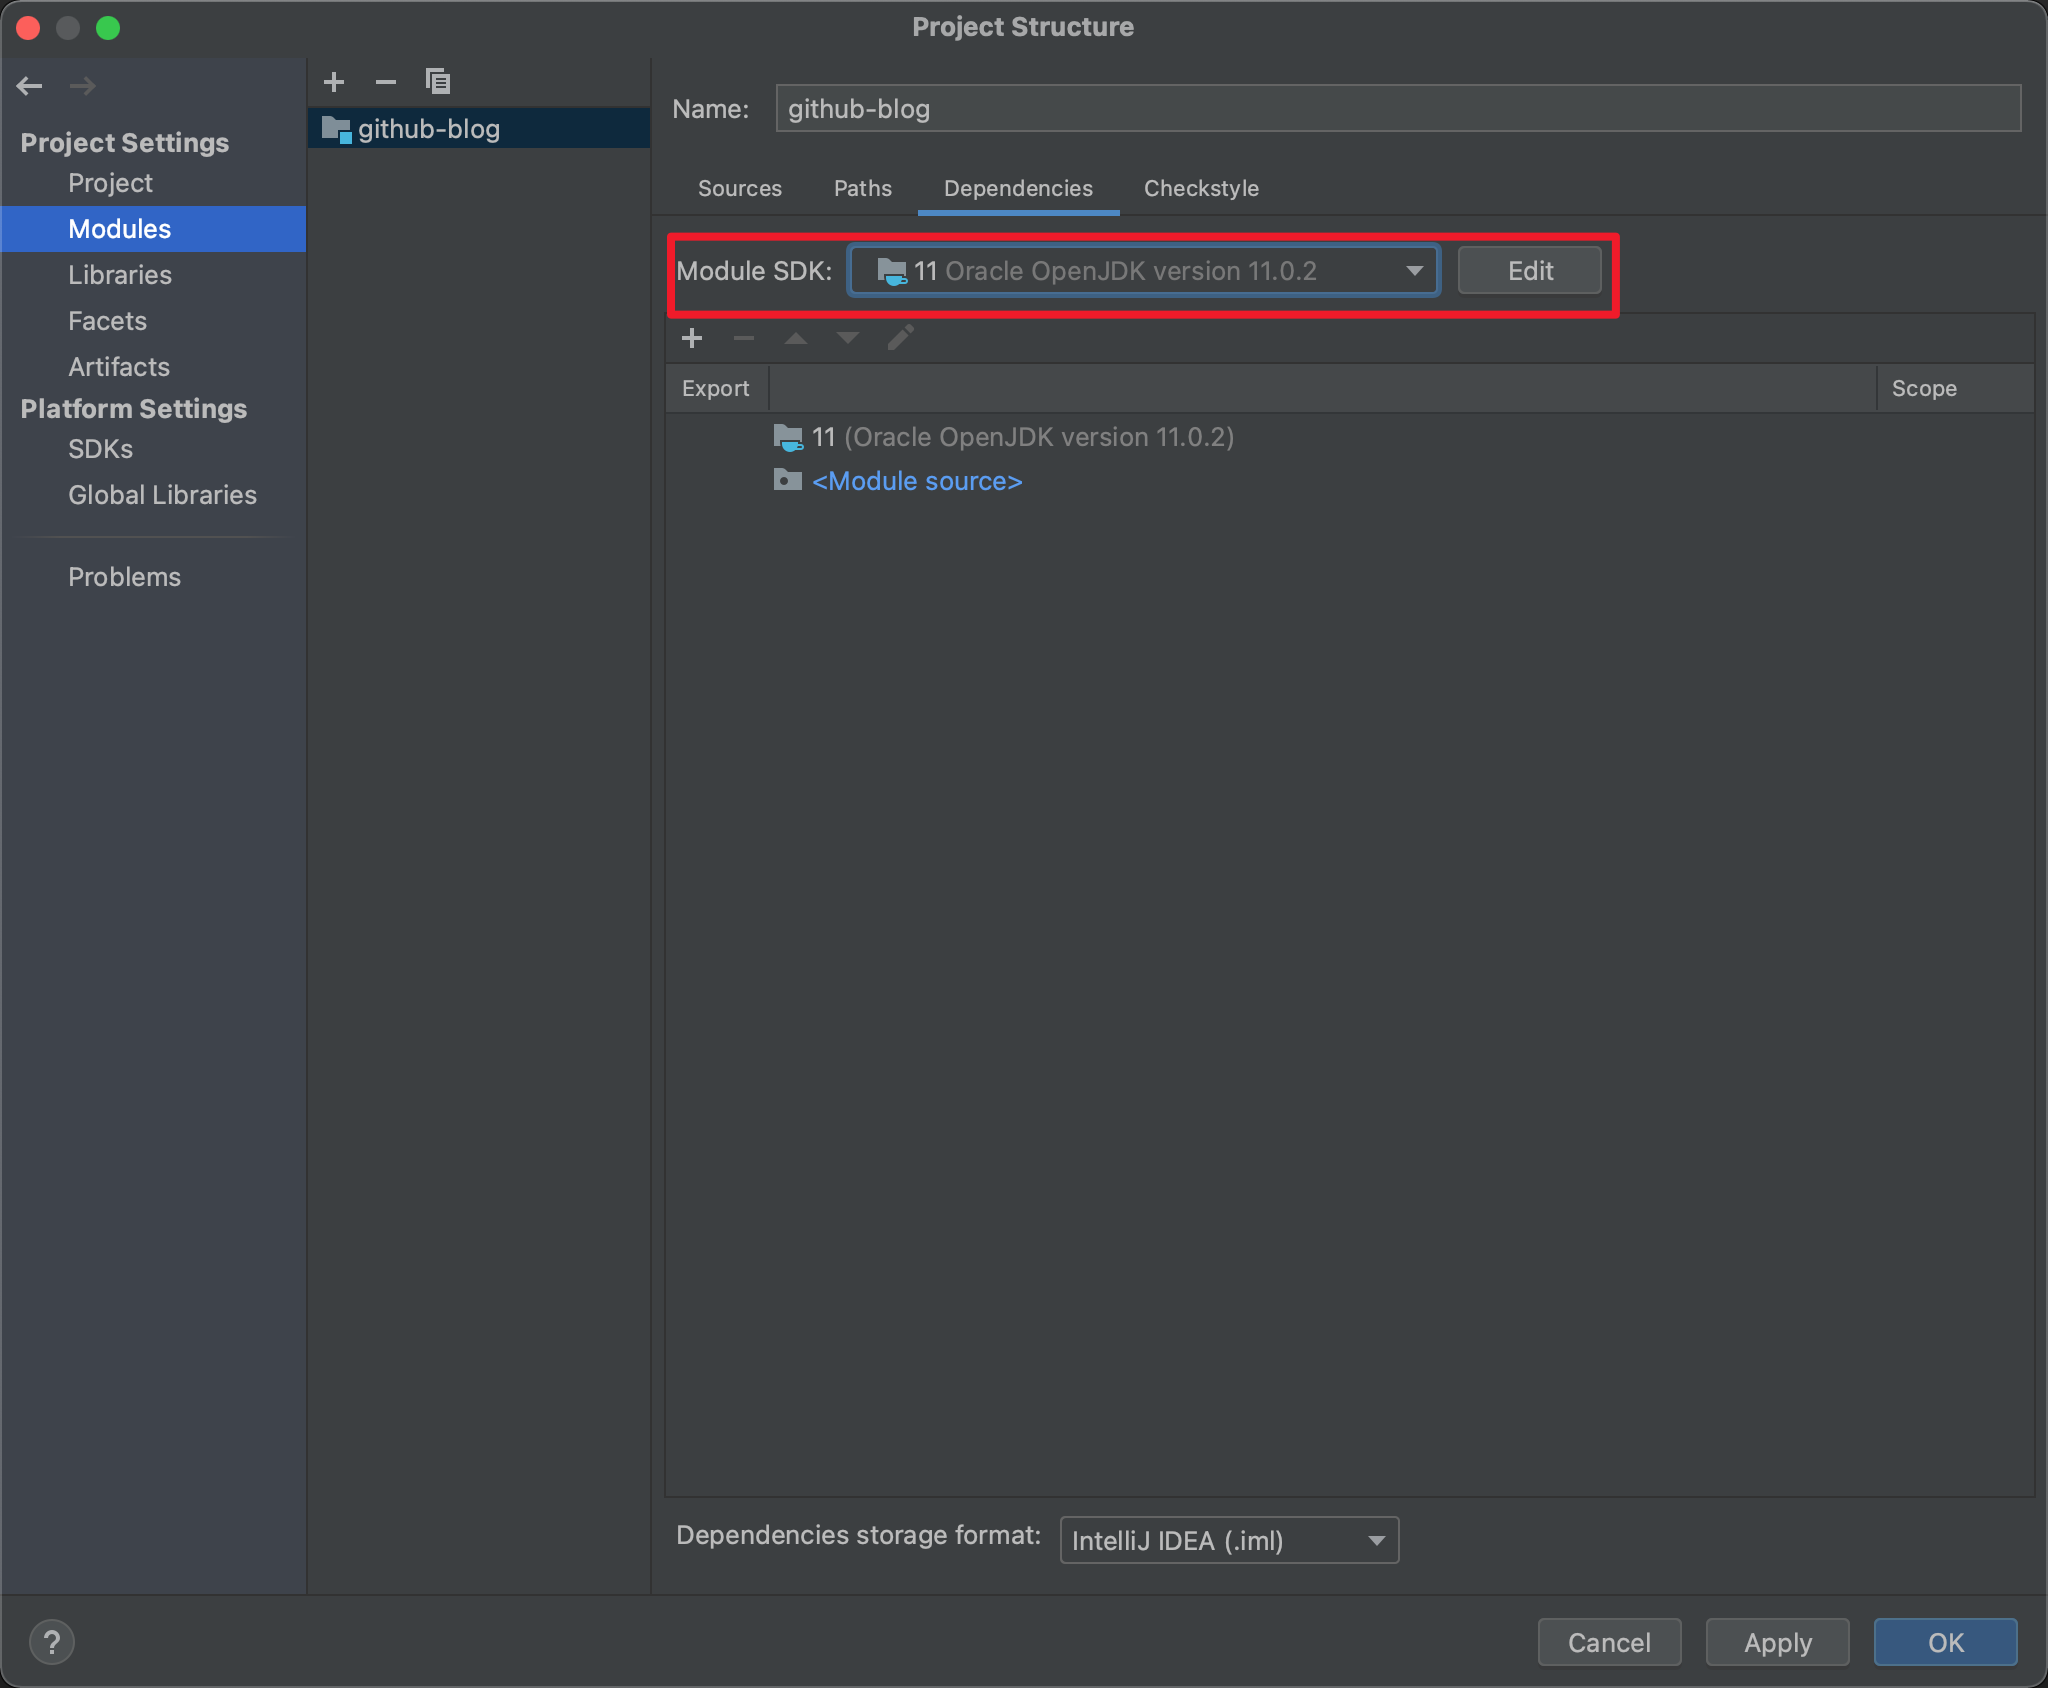 Project Structure
Project Settings
Project
Modules
Libraries
Facets
Artifacts
Platform Settings
SDKs
Global Libraries
Problems
github-blog
Name: github-blog
Sources Paths Dependencies Checkstyle
Module SDK: 11 Oracle OpenJDK version 11.0.2 Edit
Export Scope
11 (Oracle OpenJDK version 11.0.2)
<Module source>
Dependencies storage format: IntelliJ IDEA (.iml)
? Cancel Apply OK